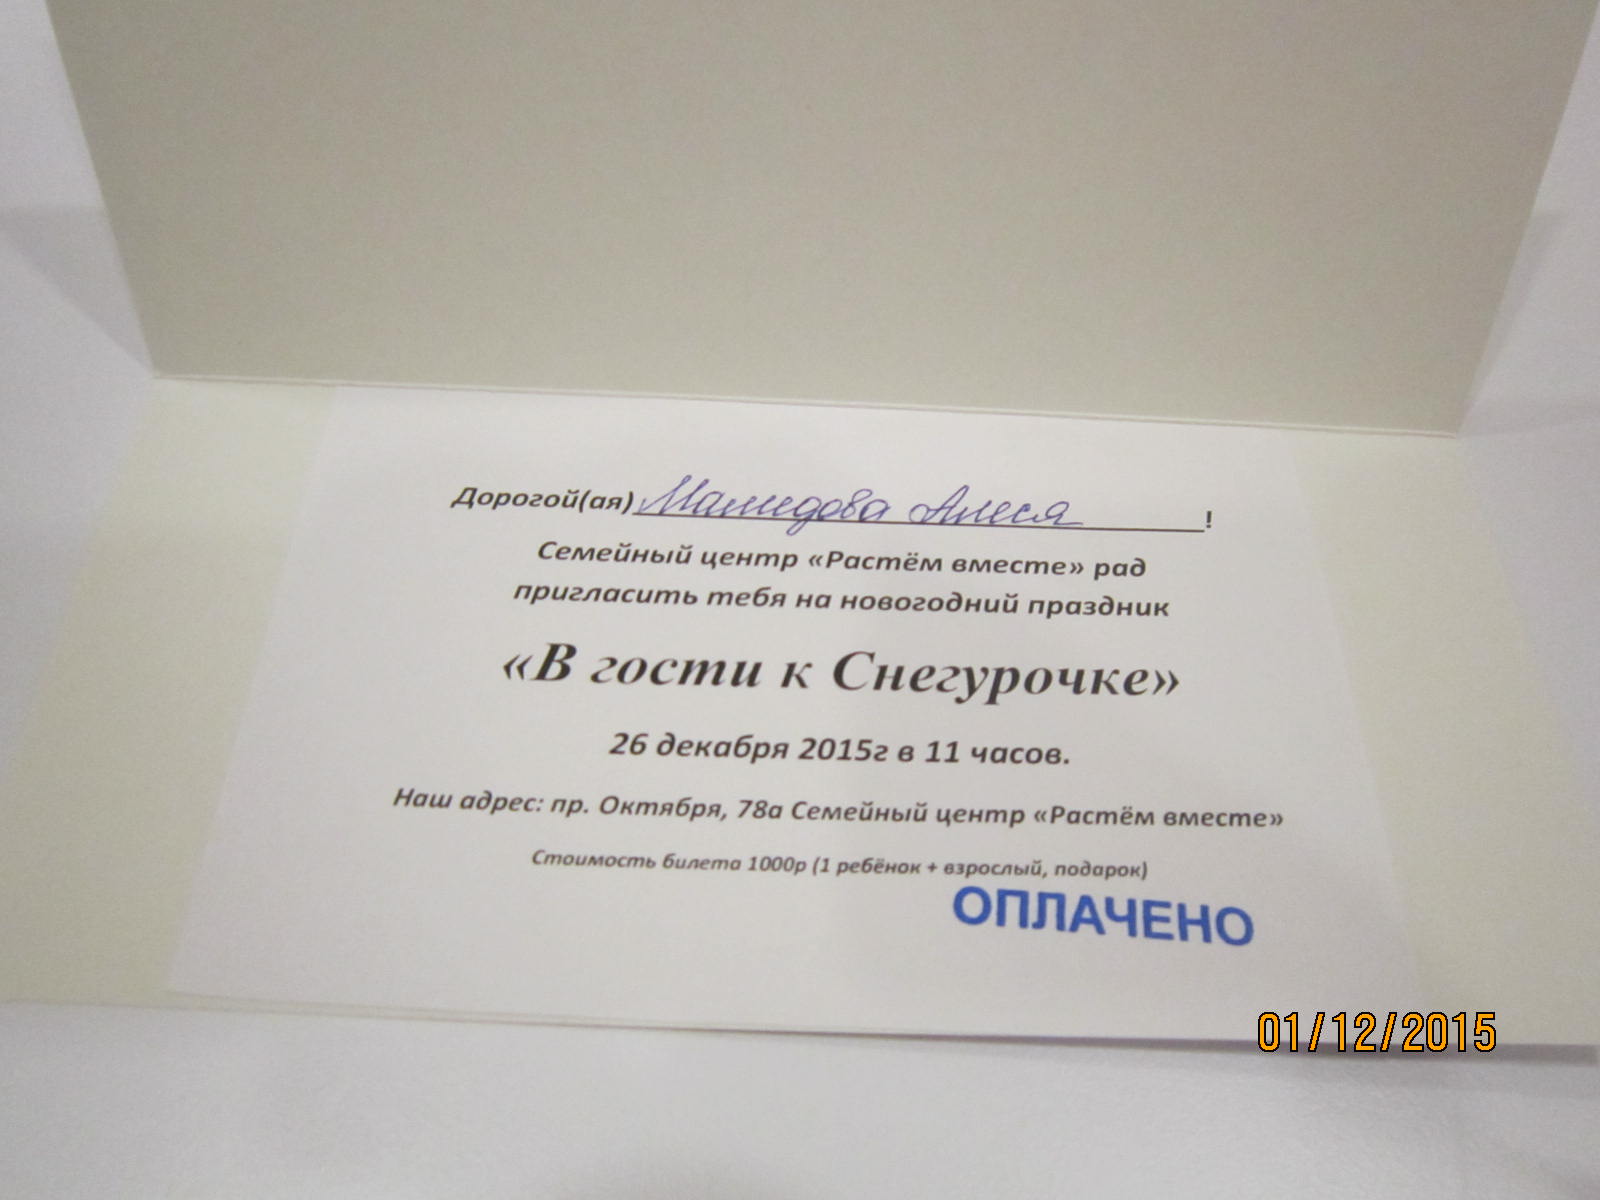 Дорогой(ая) Машидова Алеся !
Семейный центр «Растём вместе» рад
пригласить тебя на новогодний праздник
«В гости к Снегурочке»
26 декабря 2015г в 11 часов.
Наш адрес: пр. Октября, 78а Семейный центр «Растём вместе»
Стоимость билета 1000р (1 ребёнок + взрослый, подарок)
ОПЛАЧЕНО
01/12/2015